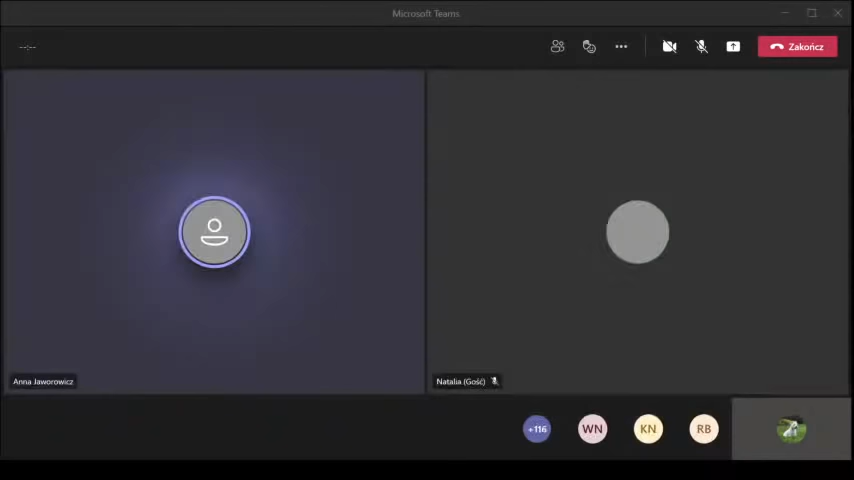 Microsoft Teams
--:--
Zakończ
Anna Jaworowicz
Natalia (Gość)
+116
WN
KN
RB